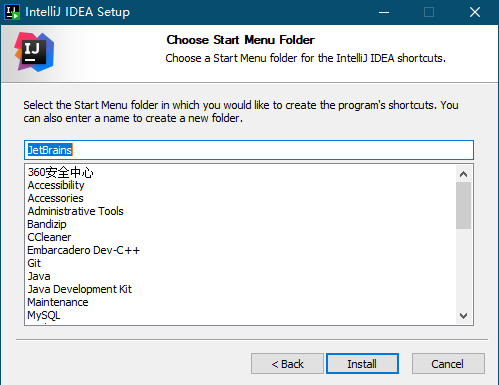 IntelliJ IDEA Setup
IJ
Choose Start Menu Folder
Choose a Start Menu folder for the IntelliJ IDEA shortcuts.
Select the Start Menu folder in which you would like to create the program's shortcuts. You
can also enter a name to create a new folder.
JetBrains
360安全中心
Accessibility
Accessories
Administrative Tools
Bandizip
CCleaner
Embarcadero Dev-C++
Git
Java
Java Development Kit
Maintenance
MySQL
< Back
Install
Cancel